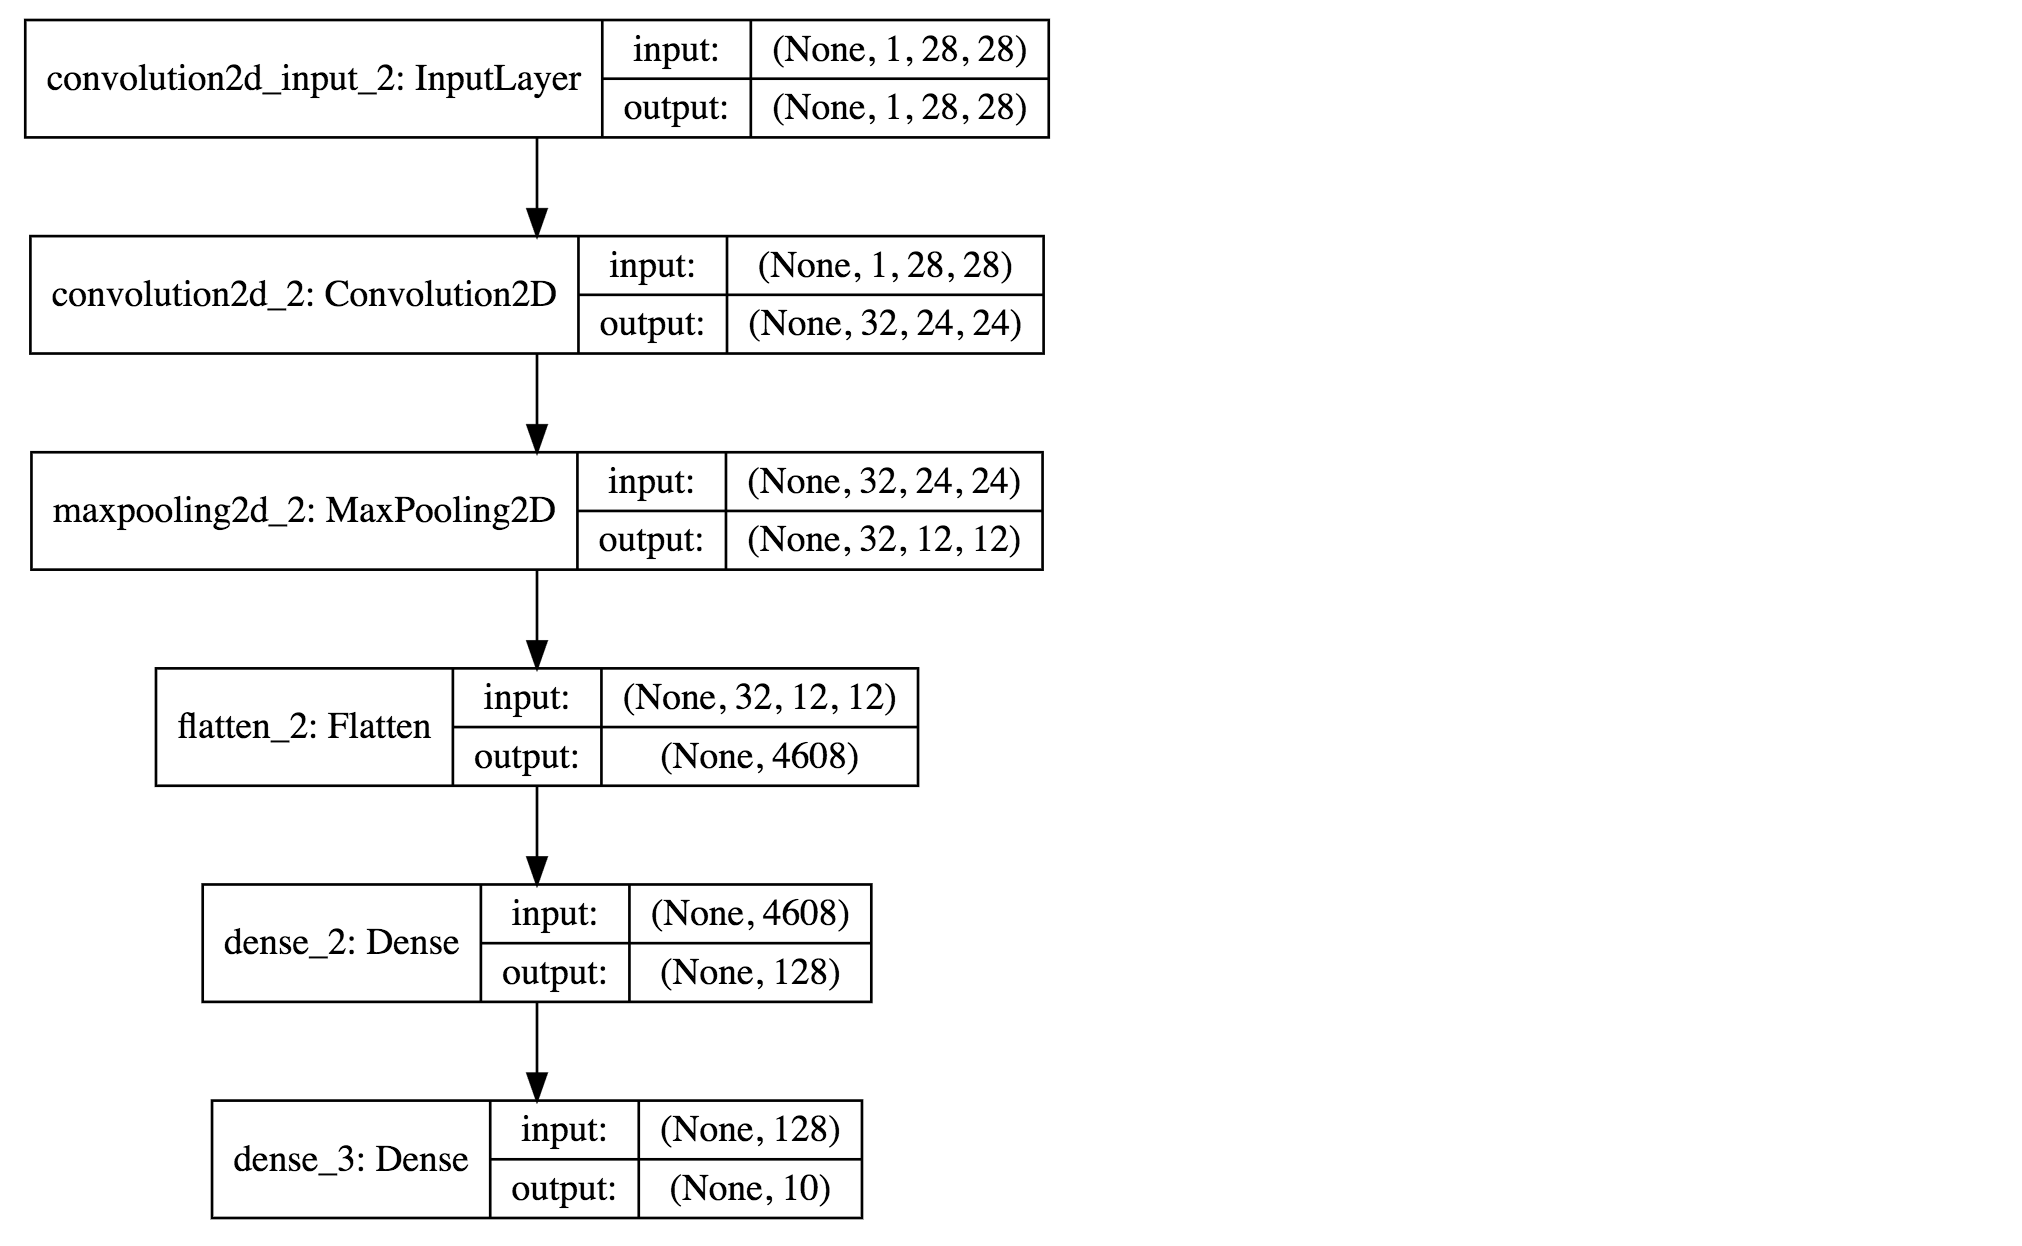 convolution2d_input_2: InputLayer
input: (None, 1, 28, 28)
output: (None, 1, 28, 28)
convolution2d_2: Convolution2D
input: (None, 1, 28, 28)
output: (None, 32, 24, 24)
maxpooling2d_2: MaxPooling2D
input: (None, 32, 24, 24)
output: (None, 32, 12, 12)
flatten_2: Flatten
input: (None, 32, 12, 12)
output: (None, 4608)
dense_2: Dense
input: (None, 4608)
output: (None, 128)
dense_3: Dense
input: (None, 128)
output: (None, 10)